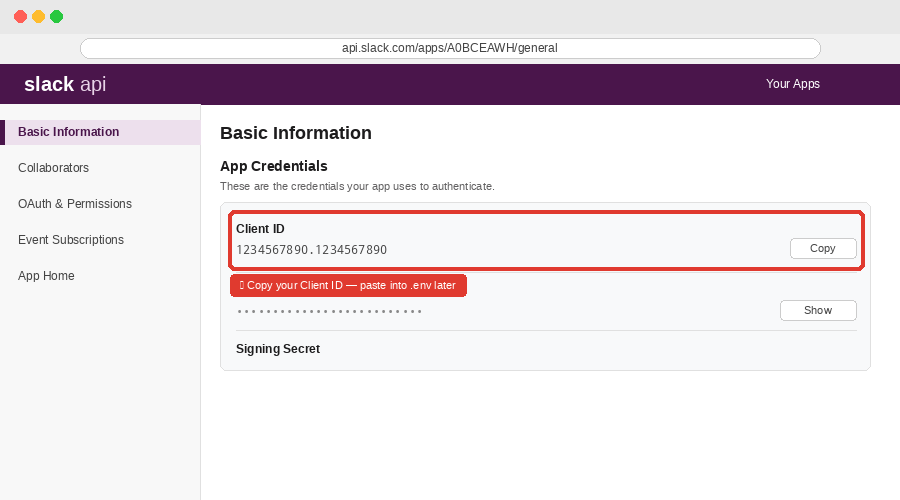 api.slack.com/apps/A0BCEAWH/general
slack api
Your Apps
Basic Information
Collaborators
OAuth & Permissions
Event Subscriptions
App Home
Basic Information
App Credentials
These are the credentials your app uses to authenticate.
Client ID
1234567890.1234567890
Copy
Copy your Client ID — paste into .env later
•••••••••••••••••••••••••
Show
Signing Secret